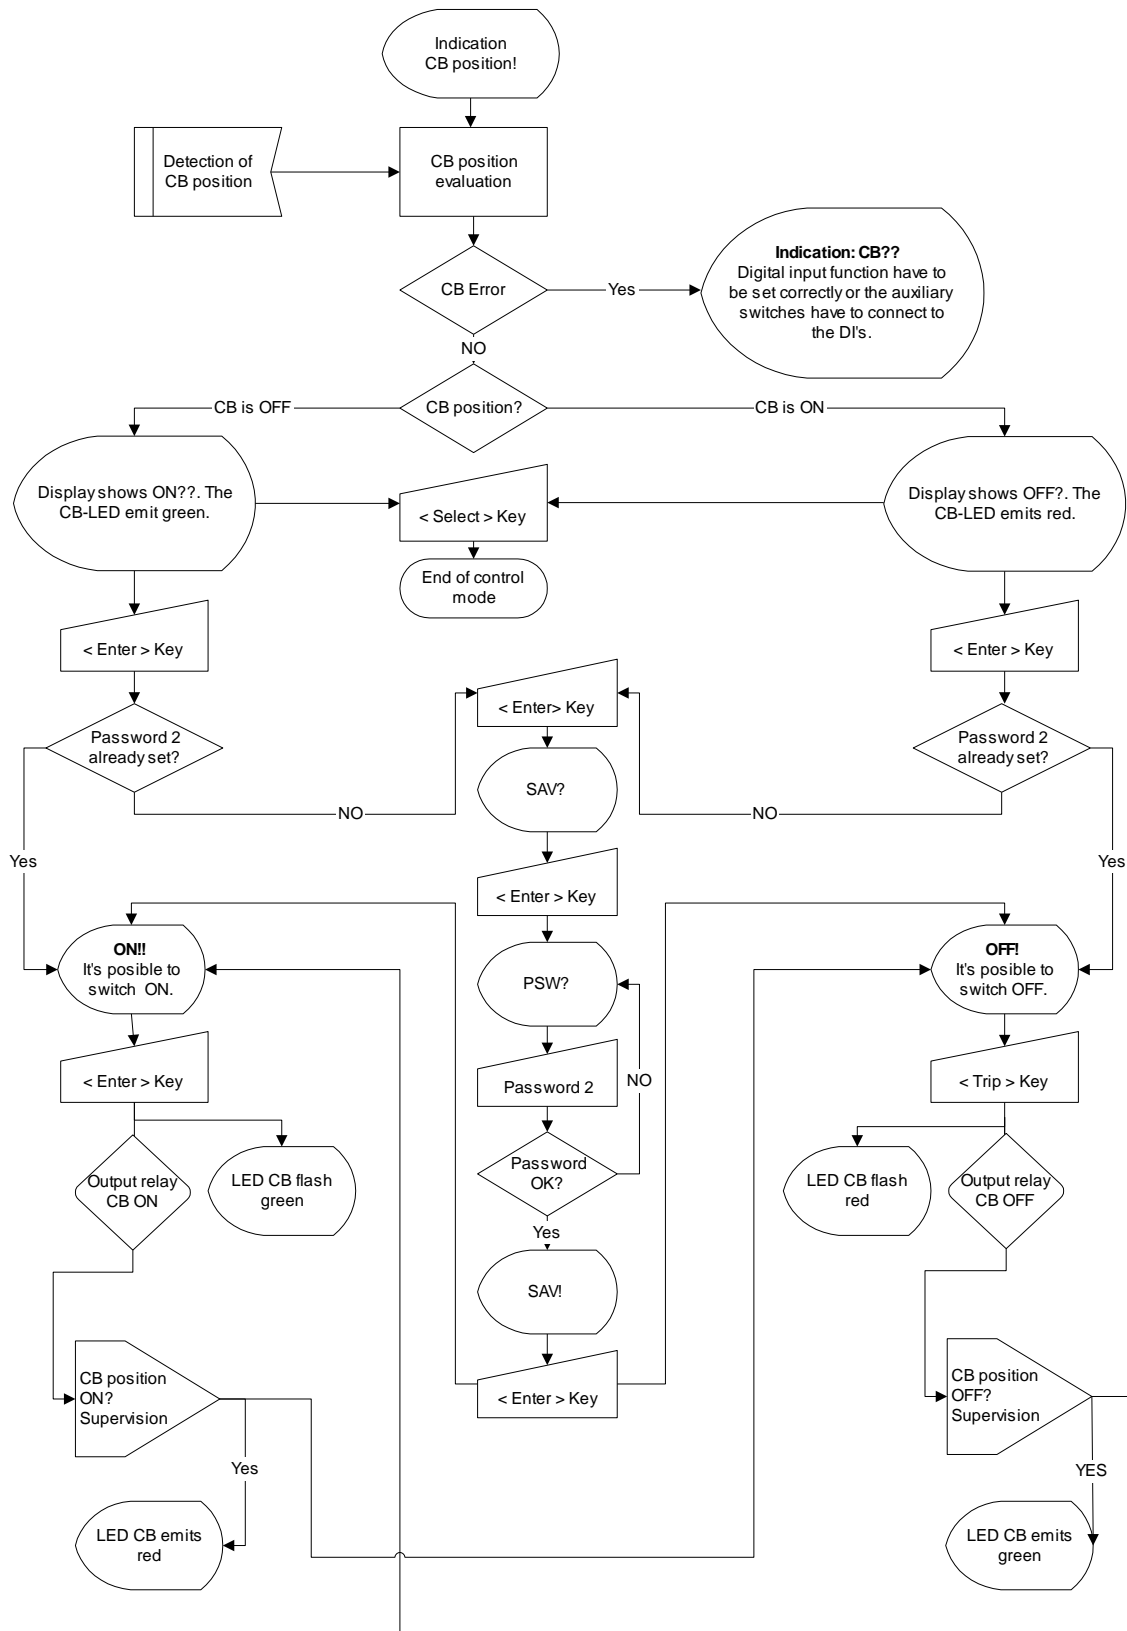 Indication
CB position!
Detection of
CB position
CB position
evaluation
CB Error
Yes
Indication: CB??
Digital input function have to
be set correctly or the auxiliary
switches have to connect to
the DI's.
NO
CB position?
CB is OFF
CB is ON
Display shows ON??. The
CB-LED emit green.
< Select > Key
Display shows OFF?. The
CB-LED emits red.
End of control
mode
< Enter > Key
< Enter > Key
< Enter> Key
Password 2
already set?
Password 2
already set?
SAV?
NO
NO
Yes
Yes
< Enter > Key
ON!!
It's posible to
switch ON.
PSW?
OFF!
It's posible to
switch OFF.
< Enter > Key
Password 2
NO
< Trip > Key
Output relay
CB ON
LED CB flash
green
Password
OK?
LED CB flash
red
Output relay
CB OFF
Yes
SAV!
CB position
ON?
Supervision
< Enter > Key
CB position
OFF?
Supervision
Yes
YES
LED CB emits
red
LED CB emits
green